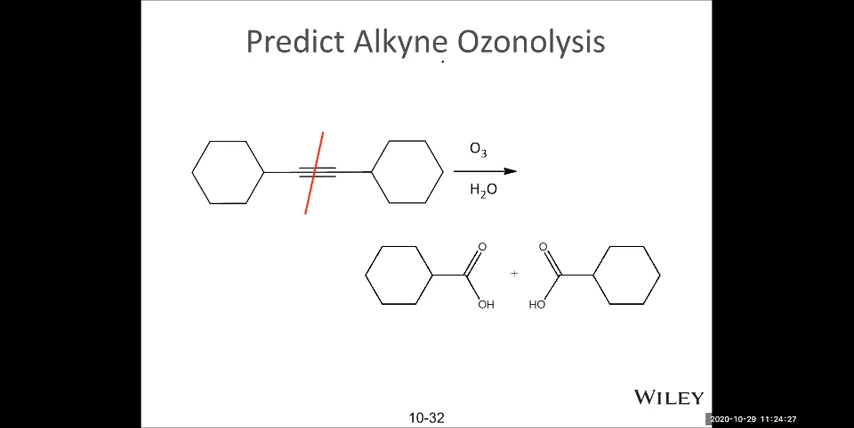 Predict Alkyne Ozonolysis
O₃
H₂O
O
+
O
OH
HO
WILEY
10-32
2020-10-29 11:24:27